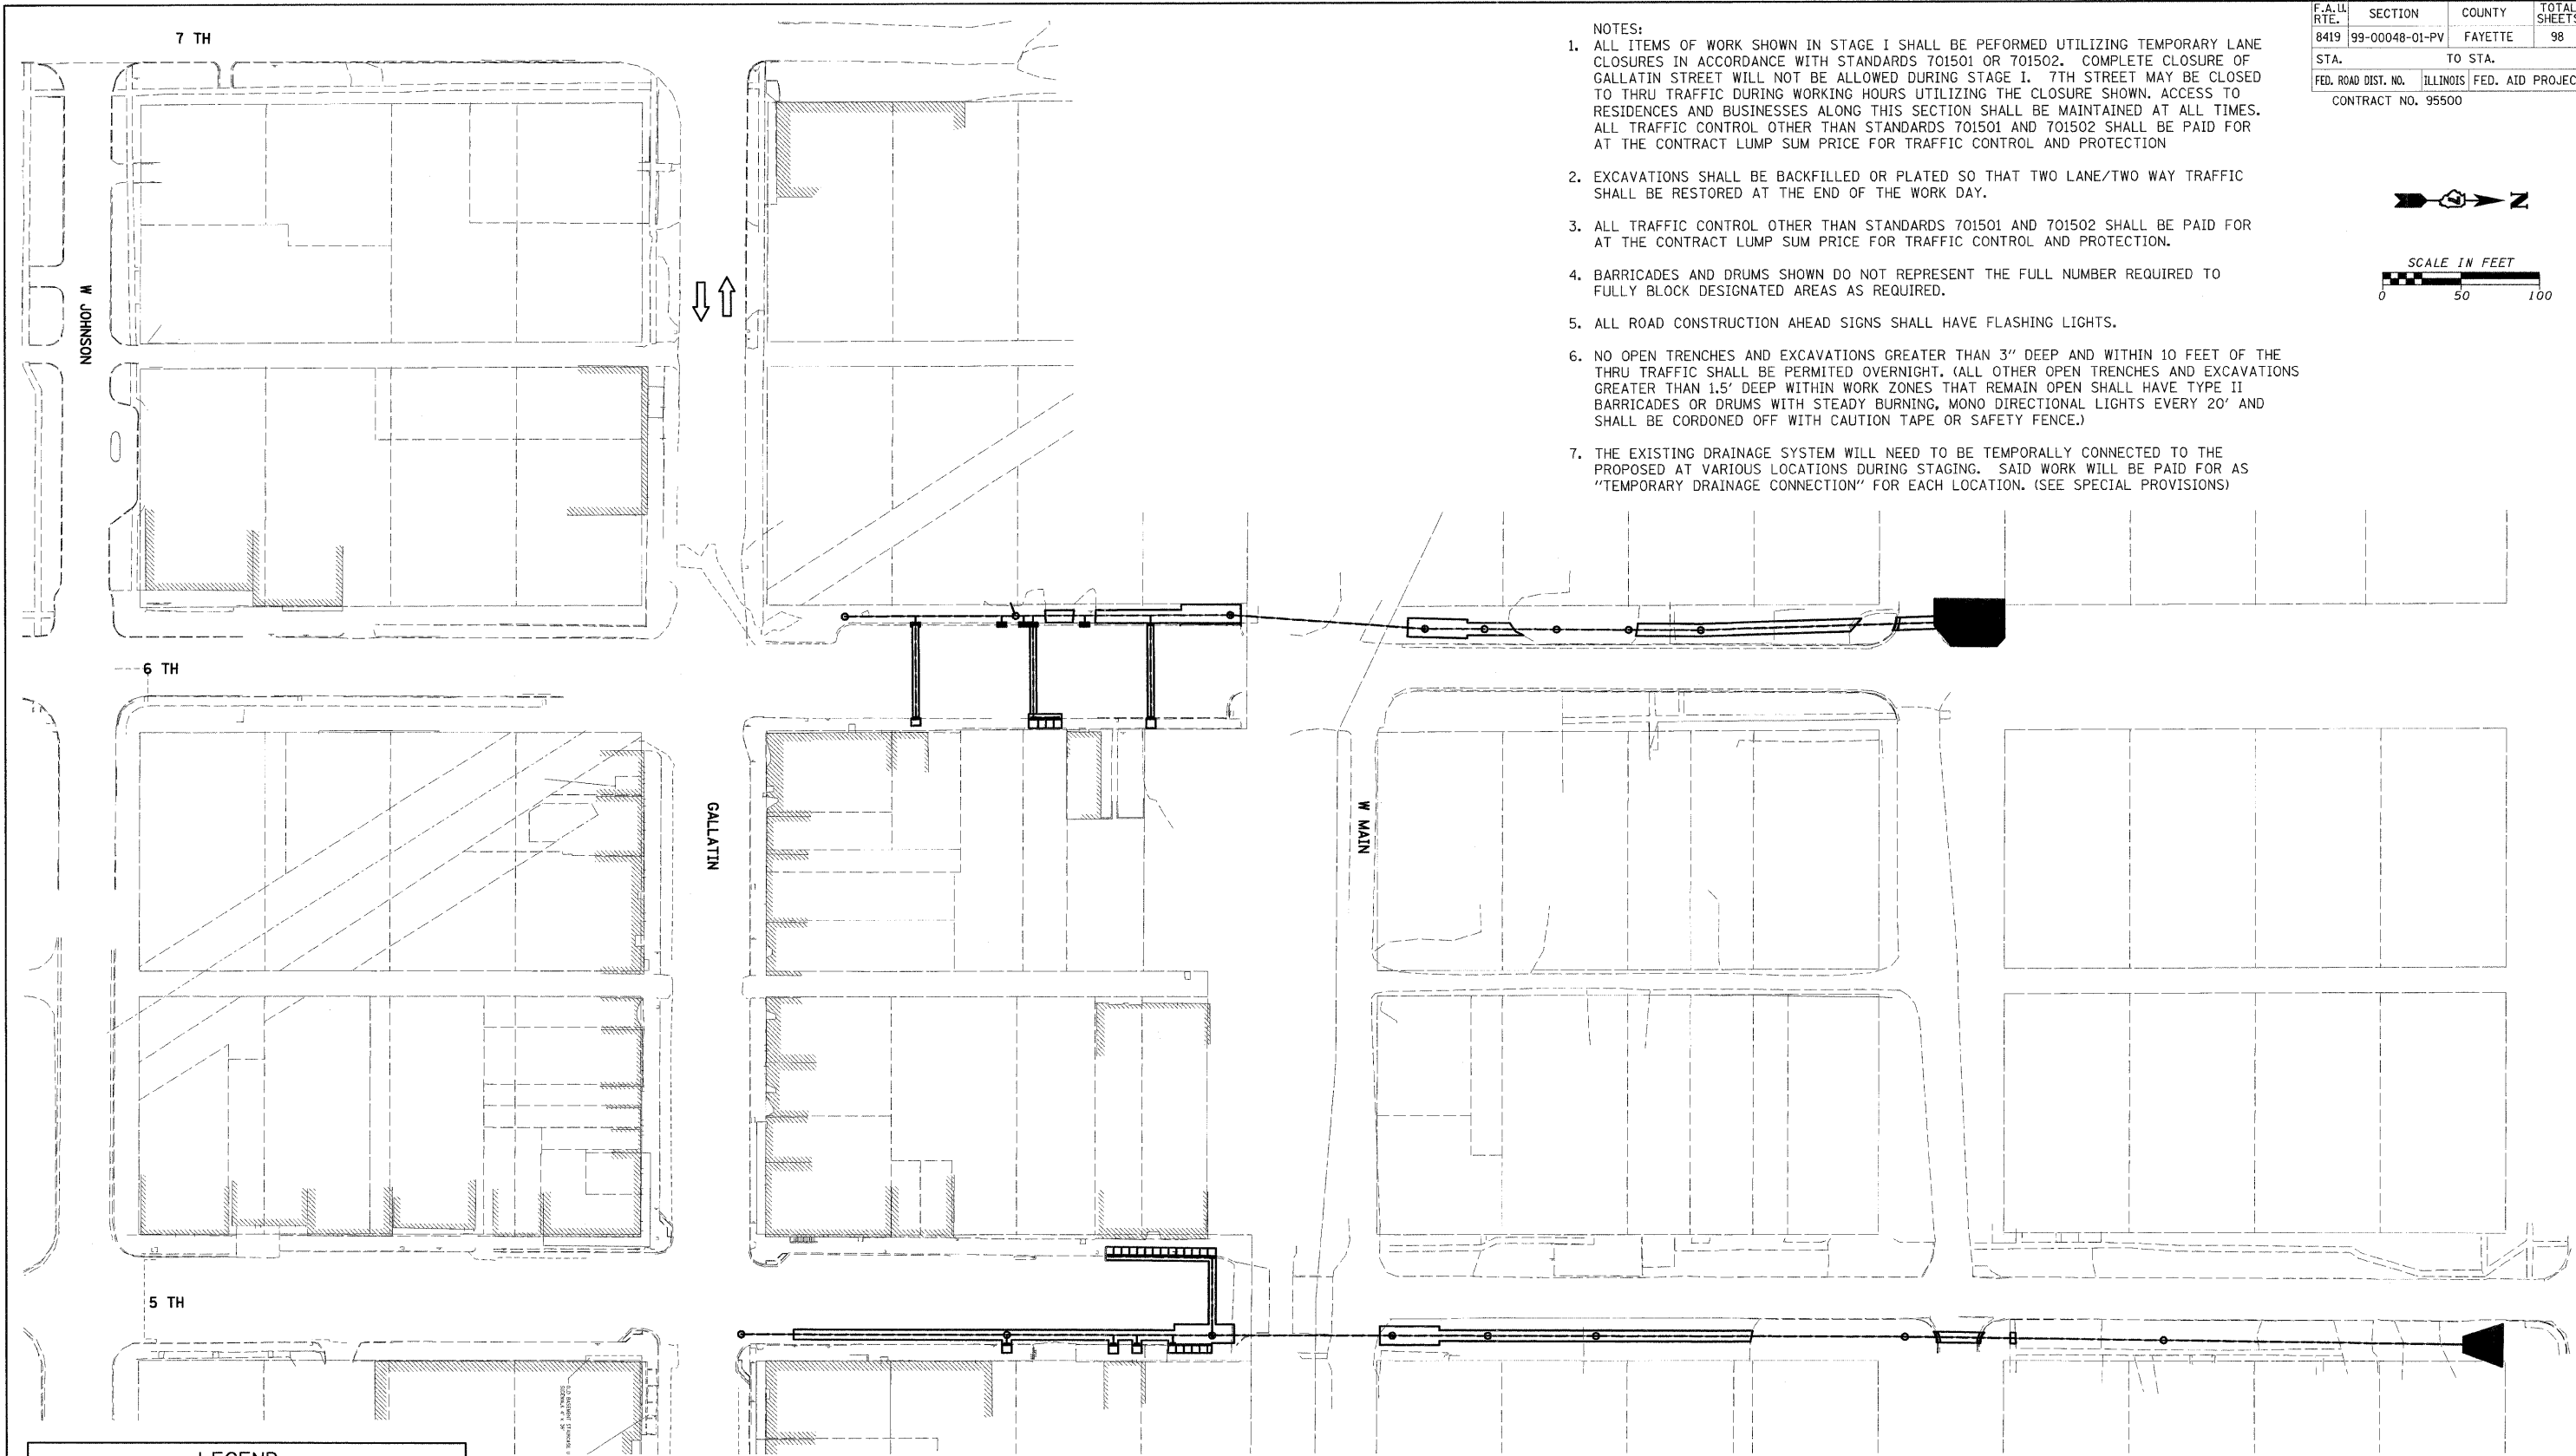 F.A.U. RTE. SECTION COUNTY TOTAL SHEETS
8419 99-00048-01-PV FAYETTE 98
STA. TO STA.
FED. ROAD DIST. NO. ILLINOIS FED. AID PROJEC
CONTRACT NO. 95500
NOTES:
1. ALL ITEMS OF WORK SHOWN IN STAGE I SHALL BE PEFORMED UTILIZING TEMPORARY LANE
CLOSURES IN ACCORDANCE WITH STANDARDS 701501 OR 701502. COMPLETE CLOSURE OF
GALLATIN STREET WILL NOT BE ALLOWED DURING STAGE I. 7TH STREET MAY BE CLOSED
TO THRU TRAFFIC DURING WORKING HOURS UTILIZING THE CLOSURE SHOWN. ACCESS TO
RESIDENCES AND BUSINESSES ALONG THIS SECTION SHALL BE MAINTAINED AT ALL TIMES.
ALL TRAFFIC CONTROL OTHER THAN STANDARDS 701501 AND 701502 SHALL BE PAID FOR
AT THE CONTRACT LUMP SUM PRICE FOR TRAFFIC CONTROL AND PROTECTION
2. EXCAVATIONS SHALL BE BACKFILLED OR PLATED SO THAT TWO LANE/TWO WAY TRAFFIC
SHALL BE RESTORED AT THE END OF THE WORK DAY.
3. ALL TRAFFIC CONTROL OTHER THAN STANDARDS 701501 AND 701502 SHALL BE PAID FOR
AT THE CONTRACT LUMP SUM PRICE FOR TRAFFIC CONTROL AND PROTECTION.
4. BARRICADES AND DRUMS SHOWN DO NOT REPRESENT THE FULL NUMBER REQUIRED TO
FULLY BLOCK DESIGNATED AREAS AS REQUIRED.
5. ALL ROAD CONSTRUCTION AHEAD SIGNS SHALL HAVE FLASHING LIGHTS.
6. NO OPEN TRENCHES AND EXCAVATIONS GREATER THAN 3" DEEP AND WITHIN 10 FEET OF THE
THRU TRAFFIC SHALL BE PERMITED OVERNIGHT. (ALL OTHER OPEN TRENCHES AND EXCAVATIONS
GREATER THAN 1.5' DEEP WITHIN WORK ZONES THAT REMAIN OPEN SHALL HAVE TYPE II
BARRICADES OR DRUMS WITH STEADY BURNING, MONO DIRECTIONAL LIGHTS EVERY 20' AND
SHALL BE CORDONED OFF WITH CAUTION TAPE OR SAFETY FENCE.)
7. THE EXISTING DRAINAGE SYSTEM WILL NEED TO BE TEMPORALLY CONNECTED TO THE
PROPOSED AT VARIOUS LOCATIONS DURING STAGING. SAID WORK WILL BE PAID FOR AS
"TEMPORARY DRAINAGE CONNECTION" FOR EACH LOCATION. (SEE SPECIAL PROVISIONS)
N
SCALE IN FEET
0 50 100
7 TH
W JOHNSON
6 TH
GALLATIN
W MAIN
5 TH
LEGEND